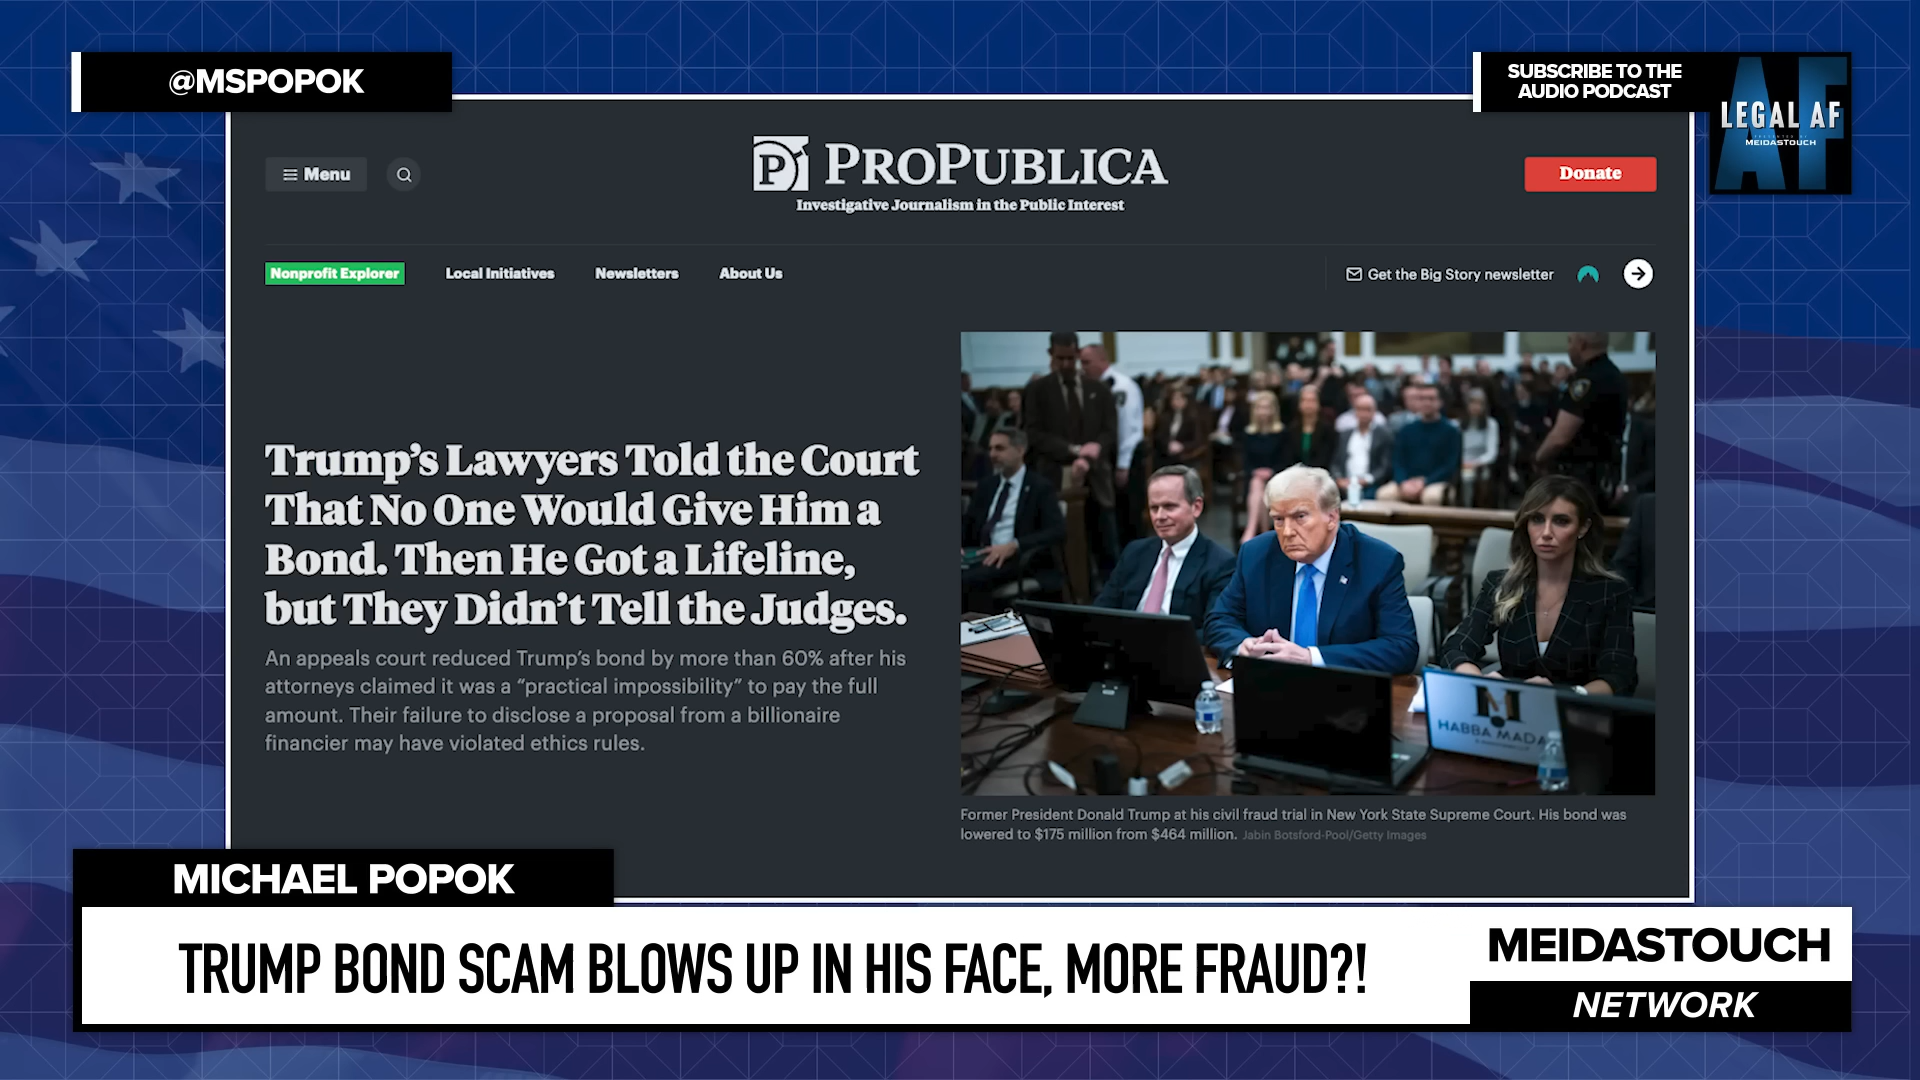 @MSPOPOK
SUBSCRIBE TO THE
AUDIO PODCAST
LEGAL AF
MEIDASTOUCH
Menu
PROPUBLICA
Investigative Journalism in the Public Interest
Donate
Nonprofit Explorer
Local Initiatives
Newsletters
About Us
Get the Big Story newsletter
Trump's Lawyers Told the Court
That No One Would Give Him a
Bond. Then He Got a Lifeline,
but They Didn't Tell the Judges.
An appeals court reduced Trump's bond by more than 60% after his
attorneys claimed it was a “practical impossibility” to pay the full
amount. Their failure to disclose a proposal from a billionaire
financier may have violated ethics rules.
HABBA MADA
Former President Donald Trump at his civil fraud trial in New York State Supreme Court. His bond was
lowered to $175 million from $464 million. Jabin Botsford-Pool/Getty Images
MICHAEL POPOK
TRUMP BOND SCAM BLOWS UP IN HIS FACE, MORE FRAUD?!
MEIDASTOUCH
NETWORK